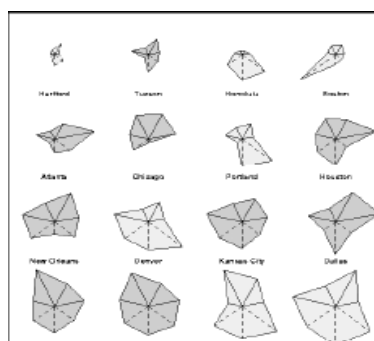 Hartford Tucson Honolulu Boston
Atlanta Chicago Portland Houston
New Orleans Denver Kansas City Dallas